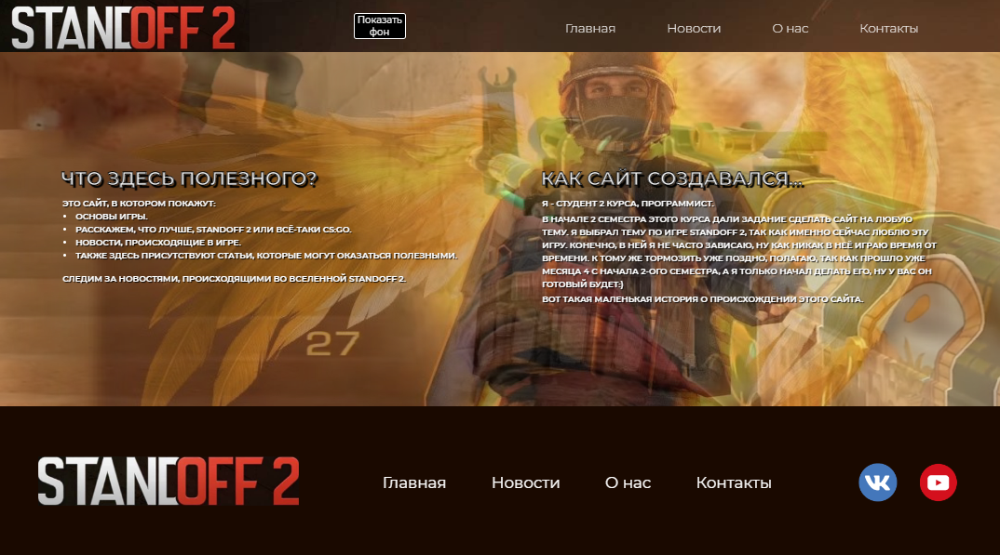 STANDOFF 2
Показать
фон
Главная Новости О нас Контакты
ЧТО ЗДЕСЬ ПОЛЕЗНОГО?
ЭТО САЙТ, В КОТОРОМ ПОКАЖУТ:
• ОСНОВЫ ИГРЫ.
• РАССКАЖЕМ, ЧТО ЛУЧШЕ, STANDOFF 2 ИЛИ ВСЁ-ТАКИ CS:GO.
• НОВОСТИ, ПРОИСХОДЯЩИЕ В ИГРЕ.
• ТАКЖЕ ЗДЕСЬ ПРИСУТСТВУЮТ СТАТЬИ, КОТОРЫЕ МОГУТ ОКАЗАТЬСЯ ПОЛЕЗНЫМИ.
СЛЕДИМ ЗА НОВОСТЯМИ, ПРОИСХОДЯЩИМИ ВО ВСЕЛЕННОЙ STANDOFF 2.
КАК САЙТ СОЗДАВАЛСЯ...
Я - СТУДЕНТ 2 КУРСА, ПРОГРАММИСТ.
В НАЧАЛЕ 2 СЕМЕСТРА ЭТОГО КУРСА ДАЛИ ЗАДАНИЕ СДЕЛАТЬ САЙТ НА ЛЮБУЮ
ТЕМУ. Я ВЫБРАЛ ТЕМУ ПО ИГРЕ STANDOFF 2, ТАК КАК ИМЕННО СЕЙЧАС ЛЮБЛЮ ЭТУ
ИГРУ. КОНЕЧНО, В НЕЙ Я НЕ ЧАСТО ЗАВИСАЮ, НУ КАК НИКАК В НЕЁ ИГРАЮ ВРЕМЯ ОТ
ВРЕМЕНИ. К ТОМУ ЖЕ ТОРМОЗИТЬ УЖЕ ПОЗДНО, ПОЛАГАЮ, ТАК КАК ПРОШЛО УЖЕ
МЕСЯЦА 4 С НАЧАЛА 2-ОГО СЕМЕСТРА, А Я ТОЛЬКО НАЧАЛ ДЕЛАТЬ ЕГО, НУ У ВАС ОН
ГОТОВЫЙ БУДЕТ:)
ВОТ ТАКАЯ МАЛЕНЬКАЯ ИСТОРИЯ О ПРОИСХОЖДЕНИИ ЭТОГО САЙТА.
27
STANDOFF 2
Главная Новости О нас Контакты